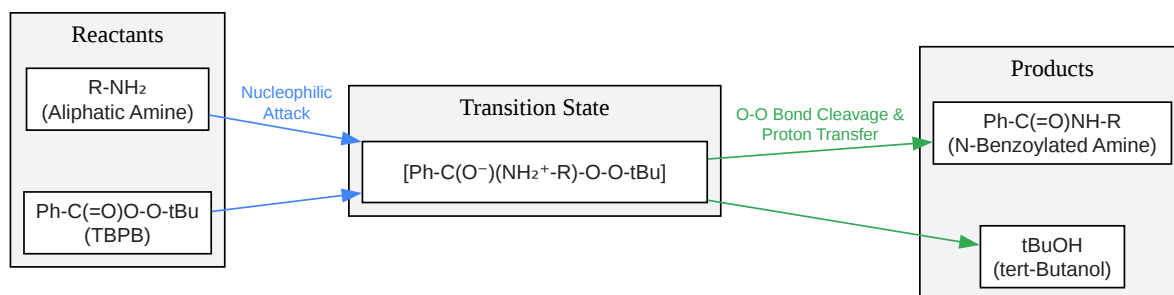 Reactants
R-NH₂
(Aliphatic Amine)
Ph-C(=O)O-O-tBu
(TBPB)
Nucleophilic
Attack
Transition State
[Ph-C(O⁻)(NH₂⁺-R)-O-O-tBu]
O-O Bond Cleavage &
Proton Transfer
Products
Ph-C(=O)NH-R
(N-Benzoylated Amine)
tBuOH
(tert-Butanol)